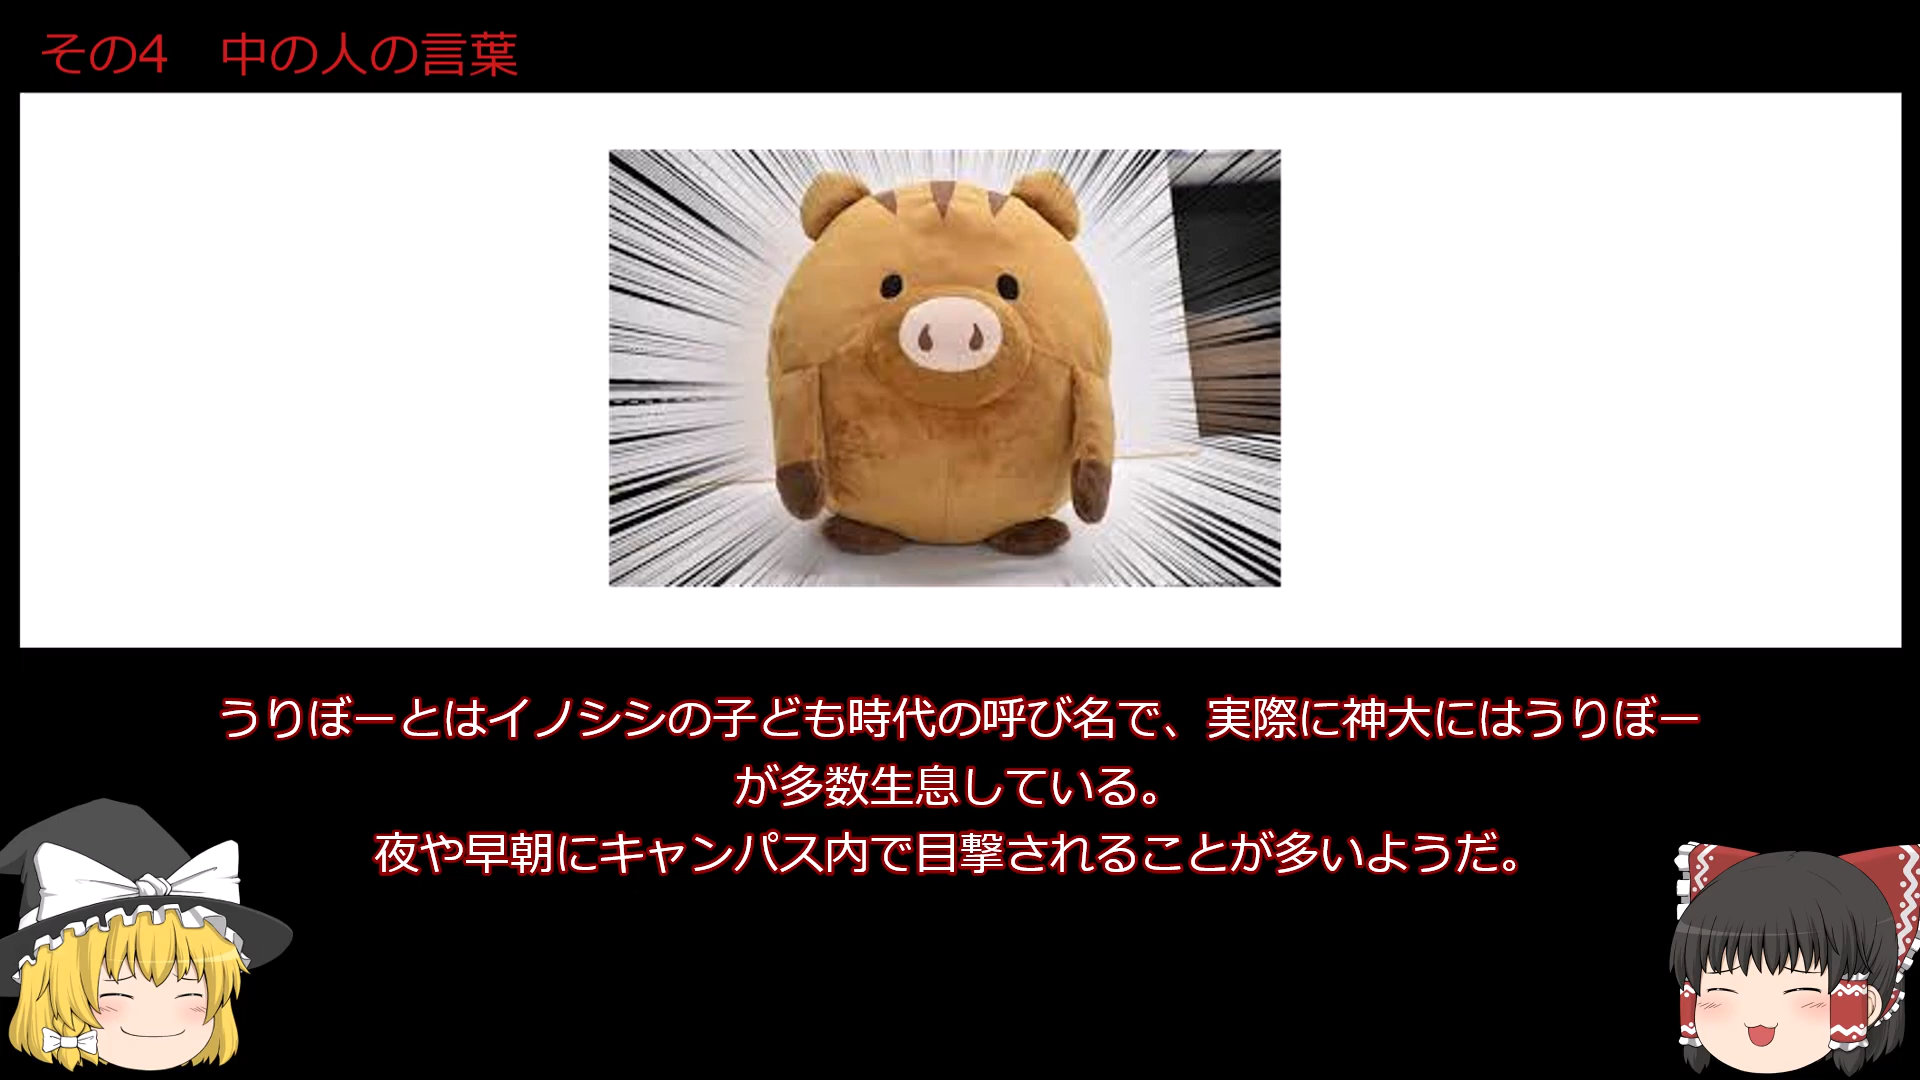 その4　中の人の言葉
うりぼーとはイノシシの子ども時代の呼び名で、実際に神大にはうりぼー
が多数生息している。
夜や早朝にキャンパス内で目撃されることが多いようだ。